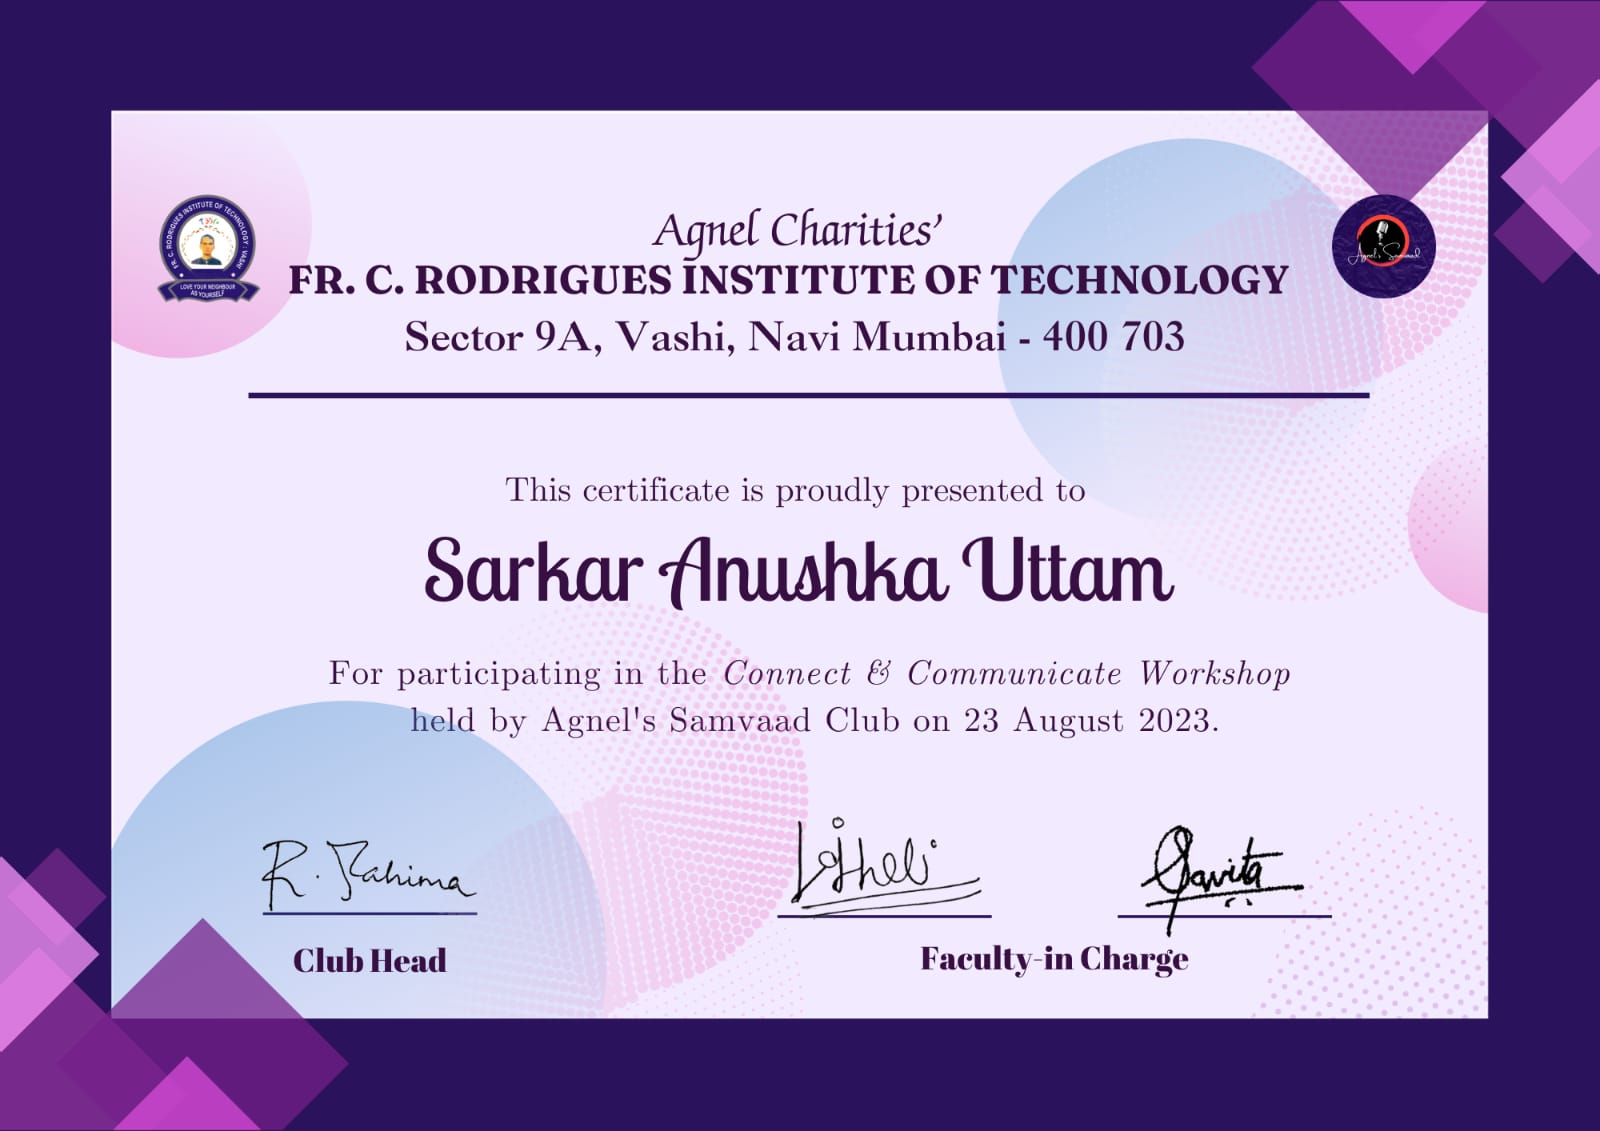 FR. C. RODRIGUES INSTITUTE OF TECHNOLOGY : VASHI
LOVE YOUR NEIGHBOUR
AS YOURSELF
Agnel Charities’
FR. C. RODRIGUES INSTITUTE OF TECHNOLOGY
Sector 9A, Vashi, Navi Mumbai - 400 703
Agnel's Samvaad
This certificate is proudly presented to
Sarkar Anushka Uttam
For participating in the Connect & Communicate Workshop
held by Agnel's Samvaad Club on 23 August 2023.
R. Rahima
Savita
Club Head
Faculty-in Charge